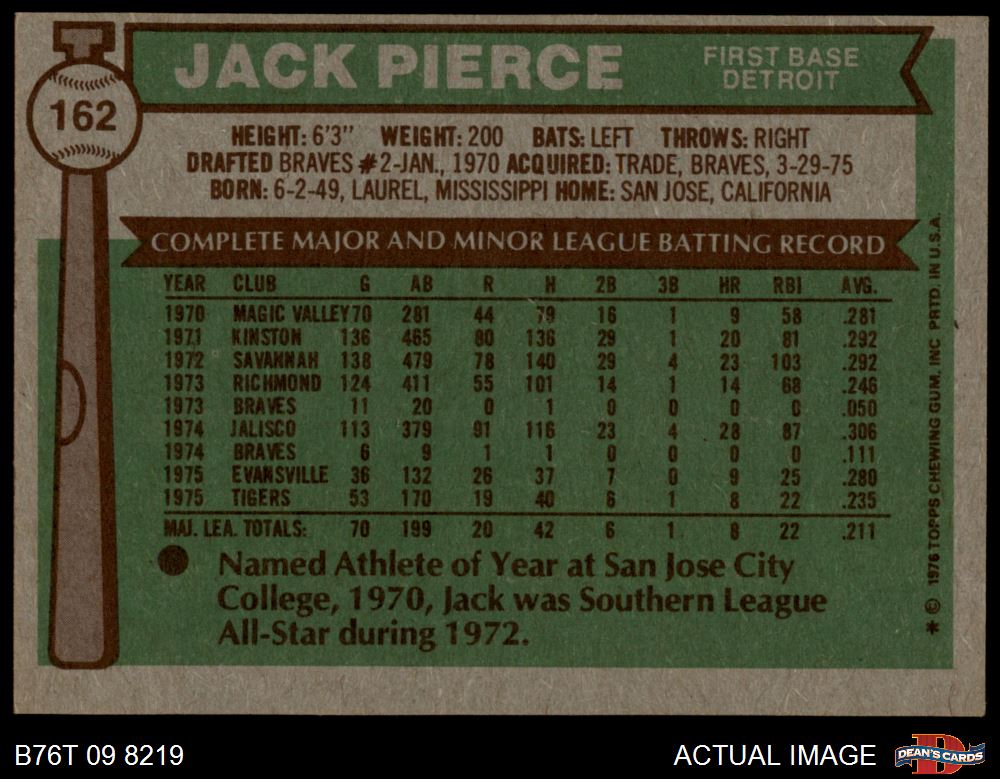 162
JACK PIERCE
FIRST BASE
DETROIT
HEIGHT: 6'3" WEIGHT: 200 BATS: LEFT THROWS: RIGHT
DRAFTED BRAVES #2-JAN., 1970 ACQUIRED: TRADE, BRAVES, 3-29-75
BORN: 6-2-49, LAUREL, MISSISSIPPI HOME: SAN JOSE, CALIFORNIA
COMPLETE MAJOR AND MINOR LEAGUE BATTING RECORD
YEAR CLUB G AB R H 2B 3B HR RBI AVG.
1970 MAGIC VALLEY 70 281 44 79 16 1 9 58 .281
1971 KINSTON 136 465 80 136 29 1 20 81 .292
1972 SAVANNAH 138 479 78 140 29 4 23 103 .292
1973 RICHMOND 124 411 55 101 14 1 14 68 .246
1973 BRAVES 11 20 0 1 0 0 0 0 .050
1974 JALISCO 113 379 91 116 23 4 28 87 .306
1974 BRAVES 6 9 1 1 0 0 0 0 .111
1975 EVANSVILLE 36 132 26 37 7 0 9 25 .280
1975 TIGERS 53 170 19 40 6 1 8 22 .235
MAJ. LEA. TOTALS: 70 199 20 42 6 1 8 22 .211
Named Athlete of Year at San Jose City
College, 1970, Jack was Southern League
All-Star during 1972.
* © 1976 TOPPS CHEWING GUM, INC PRTD. IN U.S.A.
B76T 09 8219
ACTUAL IMAGE
DEAN'S CARDS